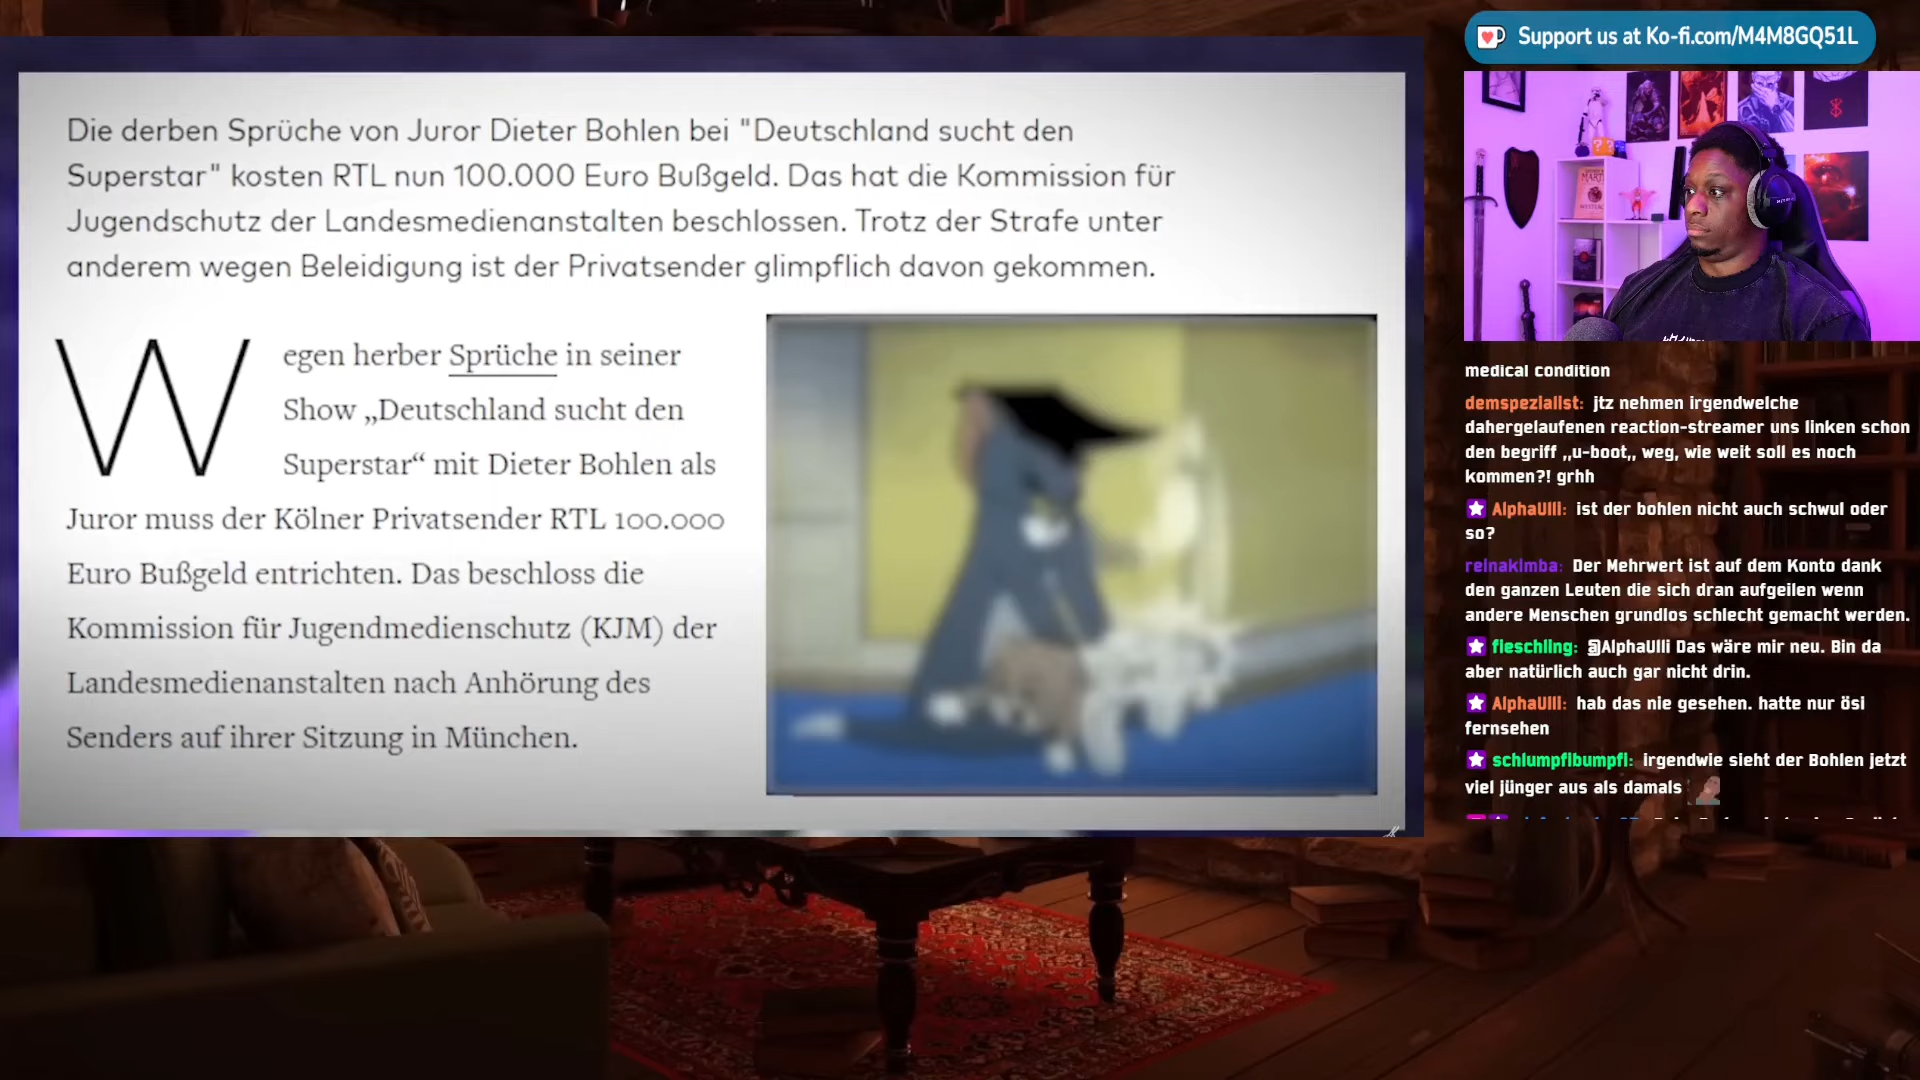 Support us at Ko-fi.com/M4M8GQ51L
Die derben Sprüche von Juror Dieter Bohlen bei "Deutschland sucht den
Superstar" kosten RTL nun 100.000 Euro Bußgeld. Das hat die Kommission für
Jugendschutz der Landesmedienanstalten beschlossen. Trotz der Strafe unter
anderem wegen Beleidigung ist der Privatsender glimpflich davon gekommen.
Wegen herber Sprüche in seiner
Show „Deutschland sucht den
Superstar“ mit Dieter Bohlen als
Juror muss der Kölner Privatsender RTL 100.000
Euro Bußgeld entrichten. Das beschloss die
Kommission für Jugendmedienschutz (KJM) der
Landesmedienanstalten nach Anhörung des
Senders auf ihrer Sitzung in München.
medical condition
demspezialist: jtz nehmen irgendwelche
dahergelaufenen reaction-streamer uns linken schon
den begriff ,,u-boot,, weg, wie weit soll es noch
kommen?! grhh
AlphaUlli: ist der bohlen nicht auch schwul oder
so?
reinakimba: Der Mehrwert ist auf dem Konto dank
den ganzen Leuten die sich dran aufgeilen wenn
andere Menschen grundlos schlecht gemacht werden.
fleschling: @AlphaUlli Das wäre mir neu. Bin da
aber natürlich auch gar nicht drin.
AlphaUlli: hab das nie gesehen. hatte nur ösi
fernsehen
schlumpfibumpfi: irgendwie sieht der Bohlen jetzt
viel jünger aus als damals